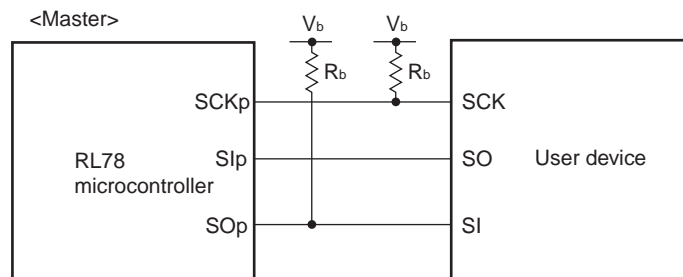 <Master>
Vb
Vb
Rb
Rb
SCKp
SCK
RL78
microcontroller
SIp
SO
User device
SOp
SI